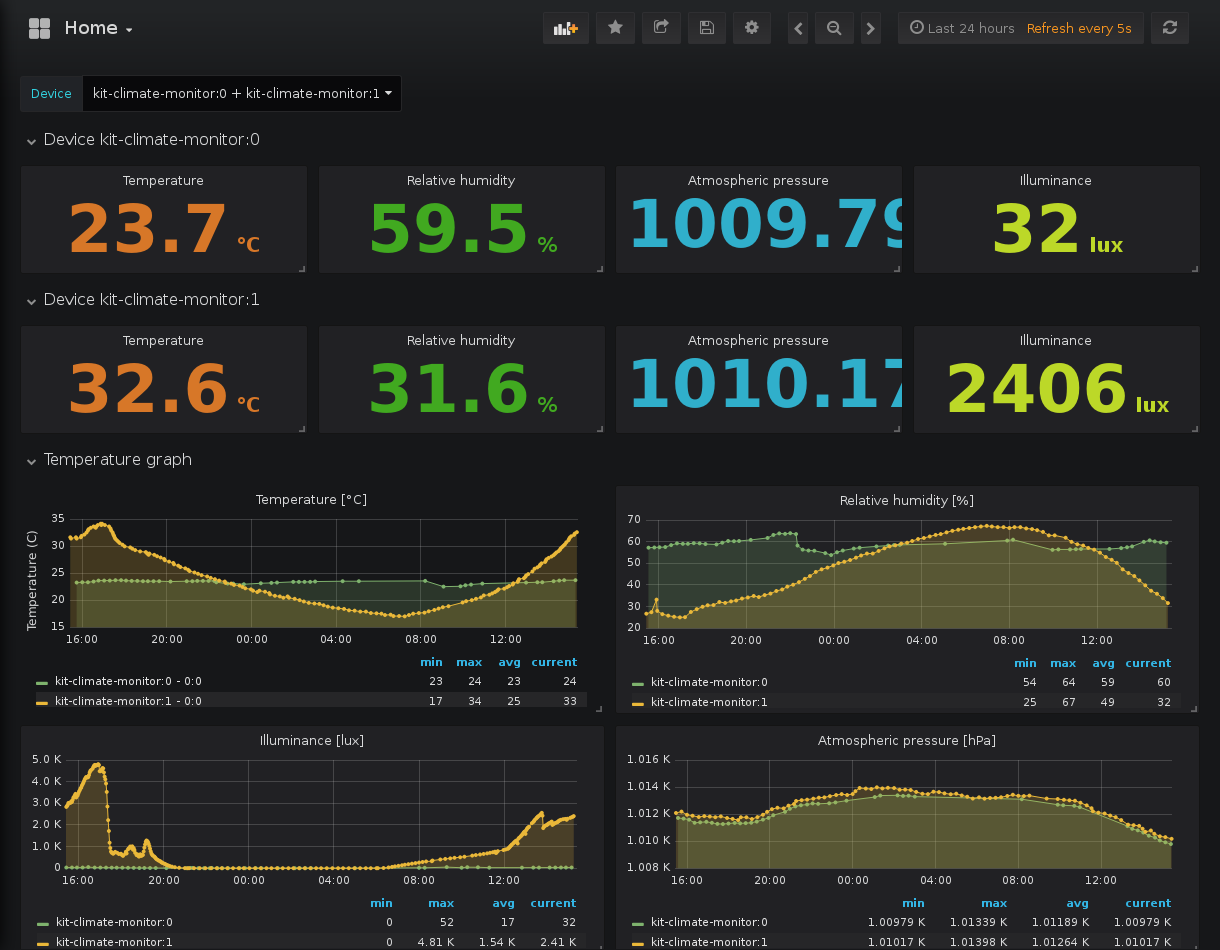 Home
Last 24 hours Refresh every 5s
Device kit-climate-monitor:0 + kit-climate-monitor:1
Device kit-climate-monitor:0
Temperature Relative humidity Atmospheric pressure Illuminance
23.7 °C 59.5 % 1009.79 32 lux
Device kit-climate-monitor:1
Temperature Relative humidity Atmospheric pressure Illuminance
32.6 °C 31.6 % 1010.17 2406 lux
Temperature graph
Temperature [°C]
Temperature (C)
35
30
25
20
15
16:00 20:00 00:00 04:00 08:00 12:00
min max avg current
kit-climate-monitor:0 - 0:0 23 24 23 24
kit-climate-monitor:1 - 0:0 17 34 25 33
Relative humidity [%]
70
60
50
40
30
20
16:00 20:00 00:00 04:00 08:00 12:00
min max avg current
kit-climate-monitor:0 54 64 59 60
kit-climate-monitor:1 25 67 49 32
Illuminance [lux]
5.0 K
4.0 K
3.0 K
2.0 K
1.0 K
0
16:00 20:00 00:00 04:00 08:00 12:00
min max avg current
kit-climate-monitor:0 0 52 17 32
kit-climate-monitor:1 0 4.81 K 1.54 K 2.41 K
Atmospheric pressure [hPa]
1.016 K
1.014 K
1.012 K
1.010 K
1.008 K
16:00 20:00 00:00 04:00 08:00 12:00
min max avg current
kit-climate-monitor:0 1.00979 K 1.01339 K 1.01189 K 1.00979 K
kit-climate-monitor:1 1.01017 K 1.01398 K 1.01264 K 1.01017 K